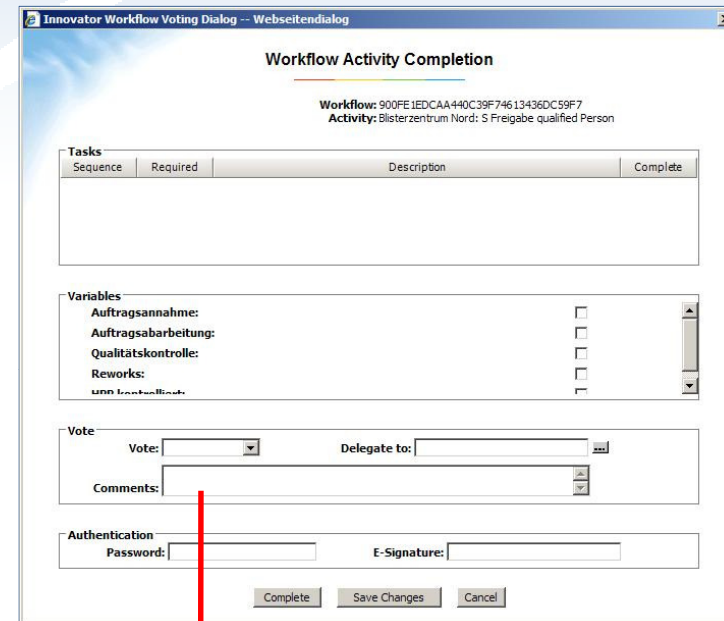 Innovator Workflow Voting Dialog -- Webseitendialog
Workflow Activity Completion
Workflow: 900FE1EDCAA440C39F74613436DC59F7
Activity: Blisterzentrum Nord: S Freigabe qualified Person
Tasks
Sequence Required Description Complete
Variables
Auftragsannahme:
Auftragsabarbeitung:
Qualitätskontrolle:
Reworks:
kontrolliert:
Vote
Vote: Delegate to: ...
Comments:
Authentication
Password: E-Signature:
Complete Save Changes Cancel